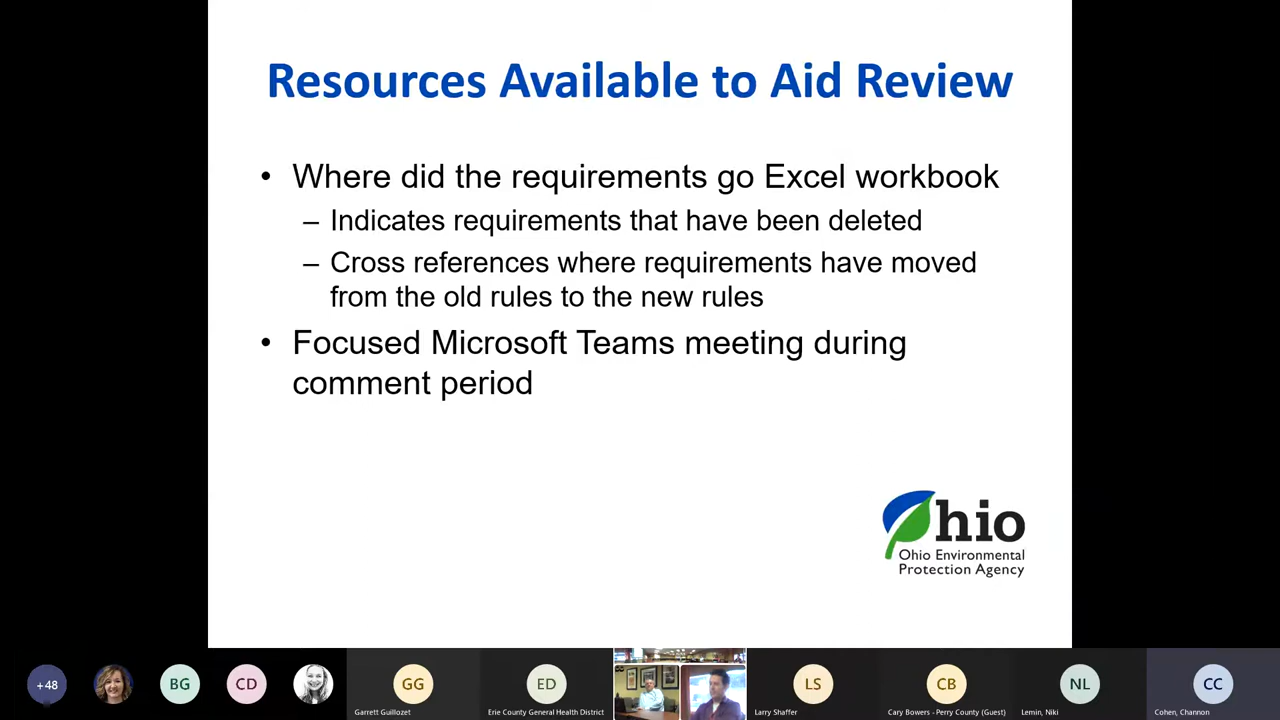 Resources Available to Aid Review
• Where did the requirements go Excel workbook
– Indicates requirements that have been deleted
– Cross references where requirements have moved
from the old rules to the new rules
• Focused Microsoft Teams meeting during
comment period
Ohio
Ohio Environmental
Protection Agency
+48
BG
CD
GG
Garrett Guillozet
ED
Erie County General Health District
LS
Larry Shaffer
CB
Cary Bowers - Perry County (Guest)
NL
Lemin, Niki
CC
Cohen, Channon